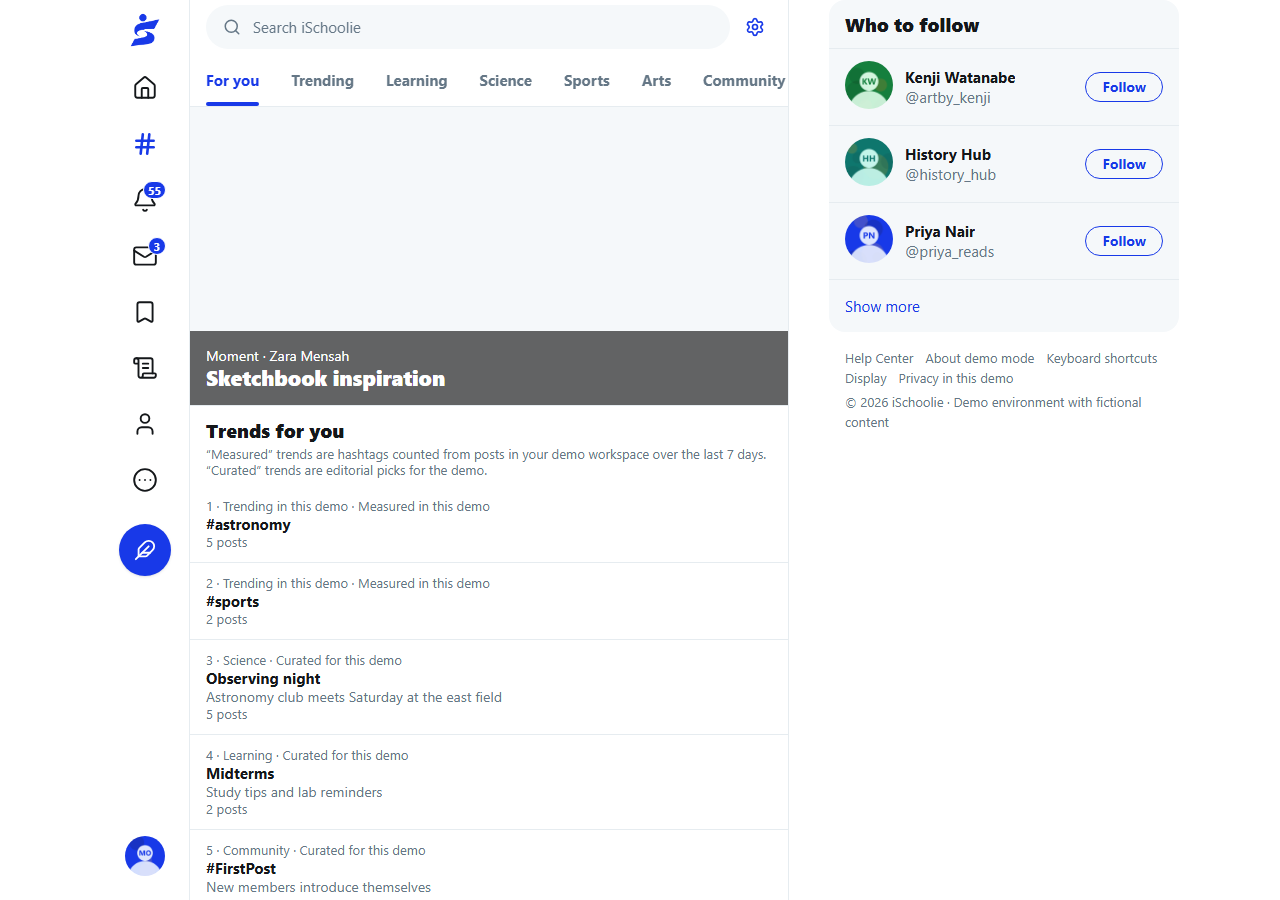 Search iSchoolie
For you Trending Learning Science Sports Arts Community
55
3
Moment · Zara Mensah
Sketchbook inspiration
Trends for you
“Measured” trends are hashtags counted from posts in your demo workspace over the last 7 days.
“Curated” trends are editorial picks for the demo.
1 · Trending in this demo · Measured in this demo
#astronomy
5 posts
2 · Trending in this demo · Measured in this demo
#sports
2 posts
3 · Science · Curated for this demo
Observing night
Astronomy club meets Saturday at the east field
5 posts
4 · Learning · Curated for this demo
Midterms
Study tips and lab reminders
2 posts
5 · Community · Curated for this demo
#FirstPost
New members introduce themselves
MO
Who to follow
KW
Kenji Watanabe
@artby_kenji
Follow
HH
History Hub
@history_hub
Follow
PN
Priya Nair
@priya_reads
Follow
Show more
Help Center About demo mode Keyboard shortcuts
Display Privacy in this demo
© 2026 iSchoolie · Demo environment with fictional
content